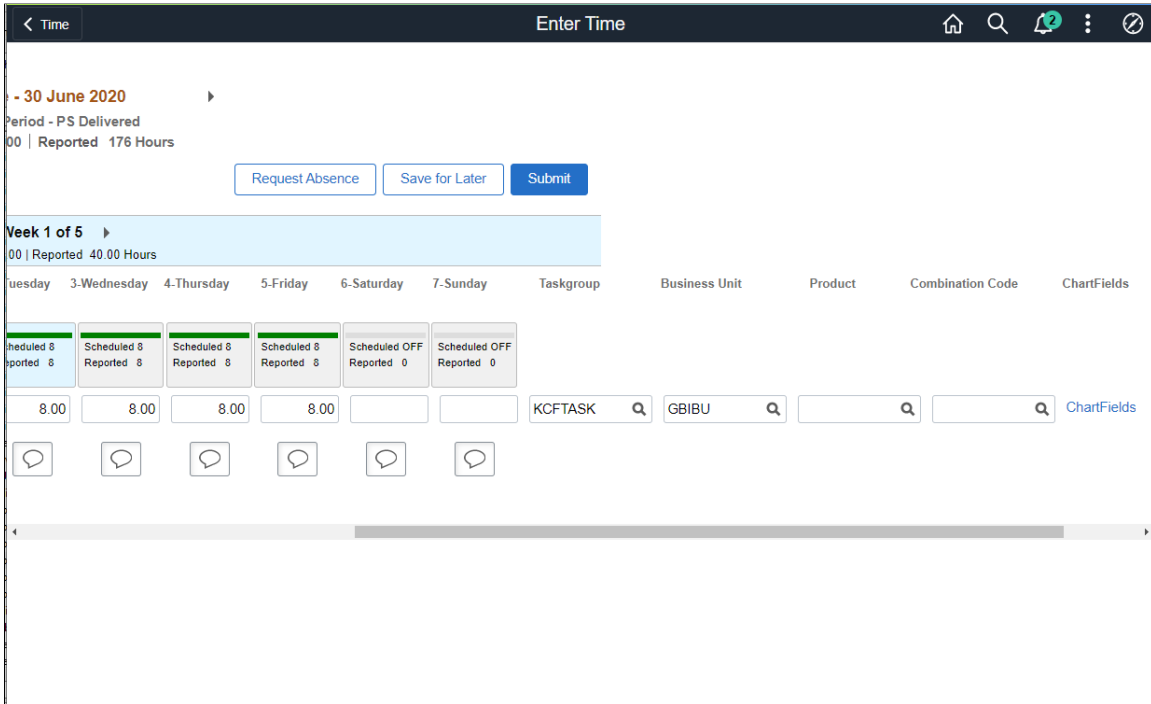 Time
Enter Time
2
- 30 June 2020
Period - PS Delivered
00 | Reported 176 Hours
Request Absence Save for Later Submit
Week 1 of 5
.00 | Reported 40.00 Hours
Tuesday 3-Wednesday 4-Thursday 5-Friday 6-Saturday 7-Sunday Taskgroup Business Unit Product Combination Code ChartFields
cheduled 8 Scheduled 8 Scheduled 8 Scheduled 8 Scheduled OFF Scheduled OFF
eported 8 Reported 8 Reported 8 Reported 8 Reported 0 Reported 0
8.00 8.00 8.00 8.00 KCFTASK GBIBU ChartFields